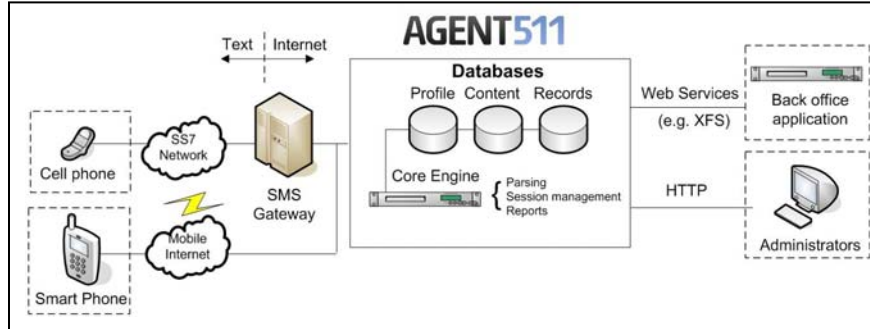 AGENT511
Text
Internet
Databases
Profile
Content
Records
Web Services
(e.g. XFS)
Back office
application
SS7
Network
Cell phone
SMS
Gateway
Core Engine
Parsing
Session management
Reports
HTTP
Mobile
Internet
Administrators
Smart Phone